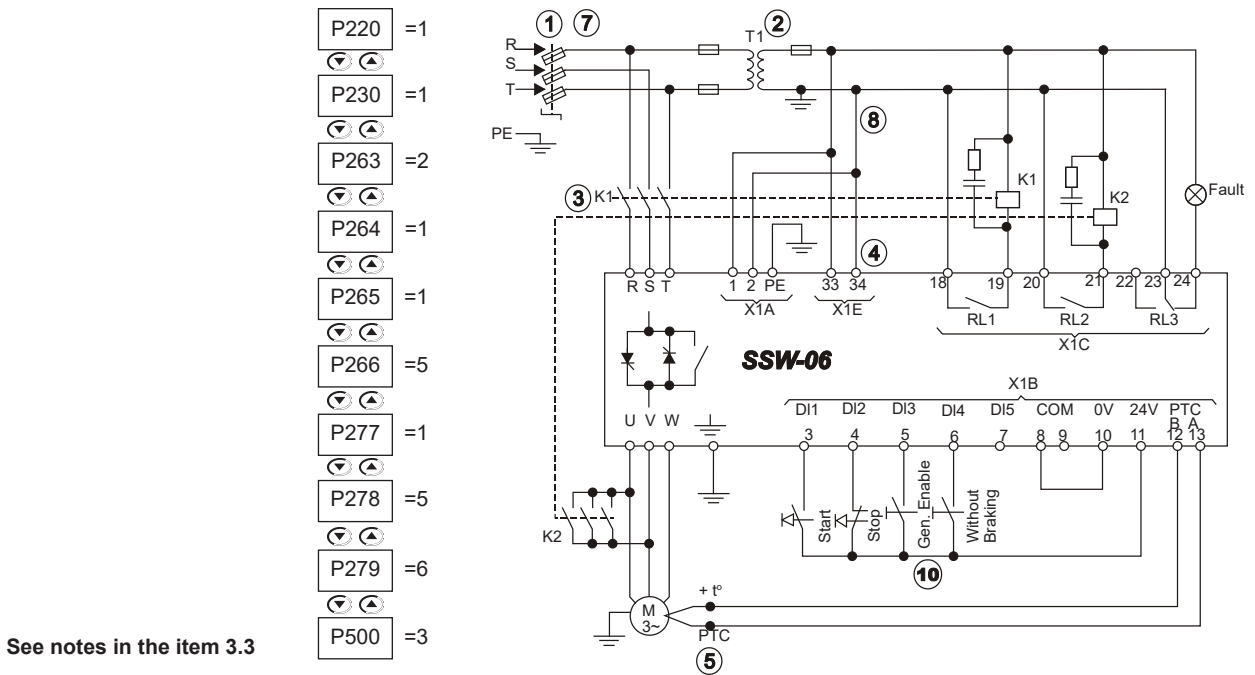 P220 =1
P230 =1
P263 =2
P264 =1
P265 =1
P266 =5
P277 =1
P278 =5
P279 =6
P500 =3
See notes in the item 3.3
1 7 T1 2
R
S
T
PE
8
3 K1
K1
K2
Fault
4
R S T 1 2 PE 33 34 18 19 20 21 22 23 24
X1A X1E RL1 RL2 RL3
X1C
SSW-06
X1B
U V W
DI1 DI2 DI3 DI4 DI5 COM 0V 24V PTC
B A
3 4 5 6 7 8 9 10 11 12 13
K2
Start
Stop
Gen. Enable
Without
Braking
10
+ tº
M
3~
PTC
5